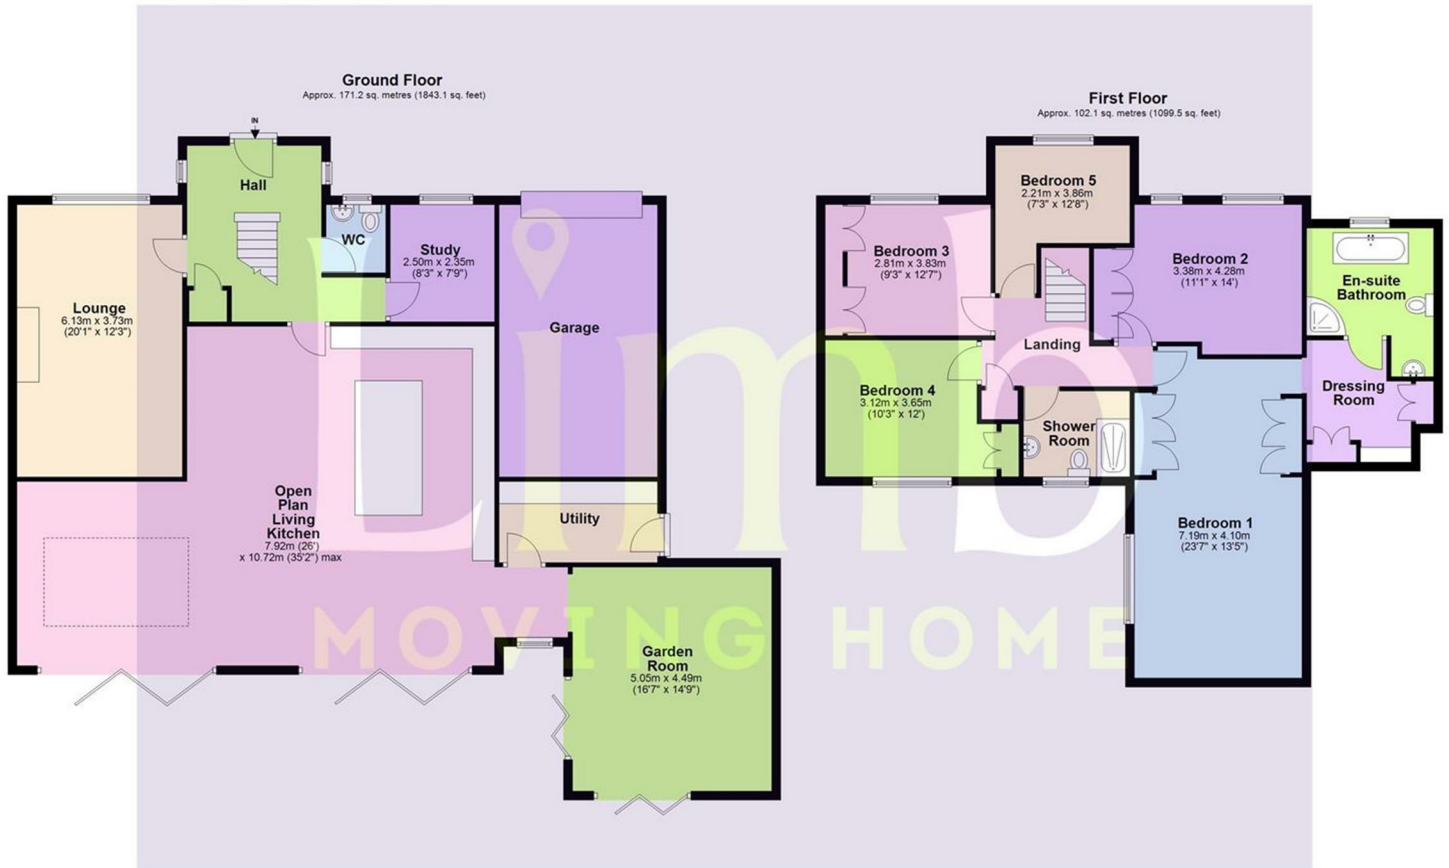 Ground Floor
Approx. 171.2 sq. metres (1843.1 sq. feet)
IN
Hall
WC
Study
2.50m x 2.35m
(8'3" x 7'9")
Lounge
6.13m x 3.73m
(20'1" x 12'3")
Garage
Open
Plan
Living
Kitchen
7.92m (26')
x 10.72m (35'2") max
Utility
Garden
Room
5.05m x 4.49m
(16'7" x 14'9")
First Floor
Approx. 102.1 sq. metres (1099.5 sq. feet)
Bedroom 5
2.21m x 3.86m
(7'3" x 12'8")
Bedroom 3
2.81m x 3.83m
(9'3" x 12'7")
Bedroom 2
3.38m x 4.28m
(11'1" x 14')
En-suite
Bathroom
Landing
Bedroom 4
3.12m x 3.65m
(10'3" x 12')
Dressing
Room
Shower
Room
Bedroom 1
7.19m x 4.10m
(23'7" x 13'5")
Limb
MOVING HOME